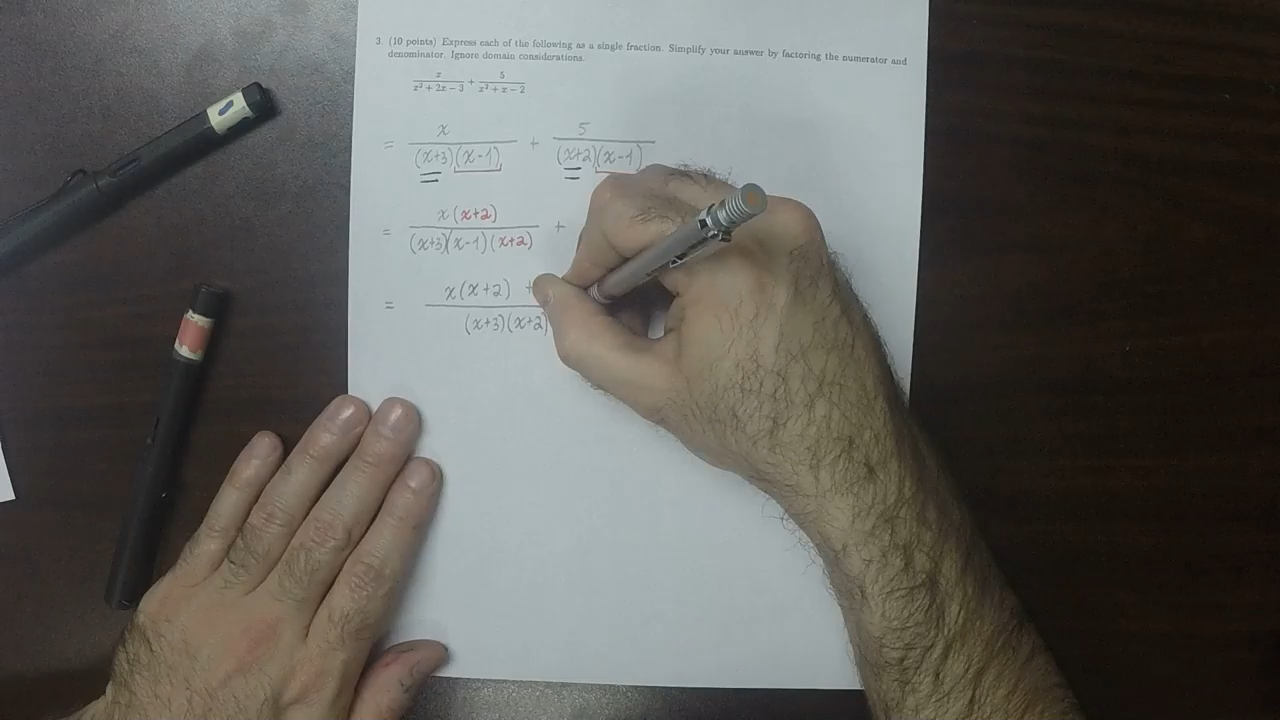 3. (10 points) Express each of the following as a single fraction. Simplify your answer by factoring the numerator and
denominator. Ignore domain considerations.
x/(x² + 2x − 3) + 5/(x² + x − 2)
= x/((x+3)(x-1)) + 5/((x+2)(x-1))
= x(x+2)/((x+3)(x-1)(x+2)) +
= x(x+2) + / (x+3)(x+2)